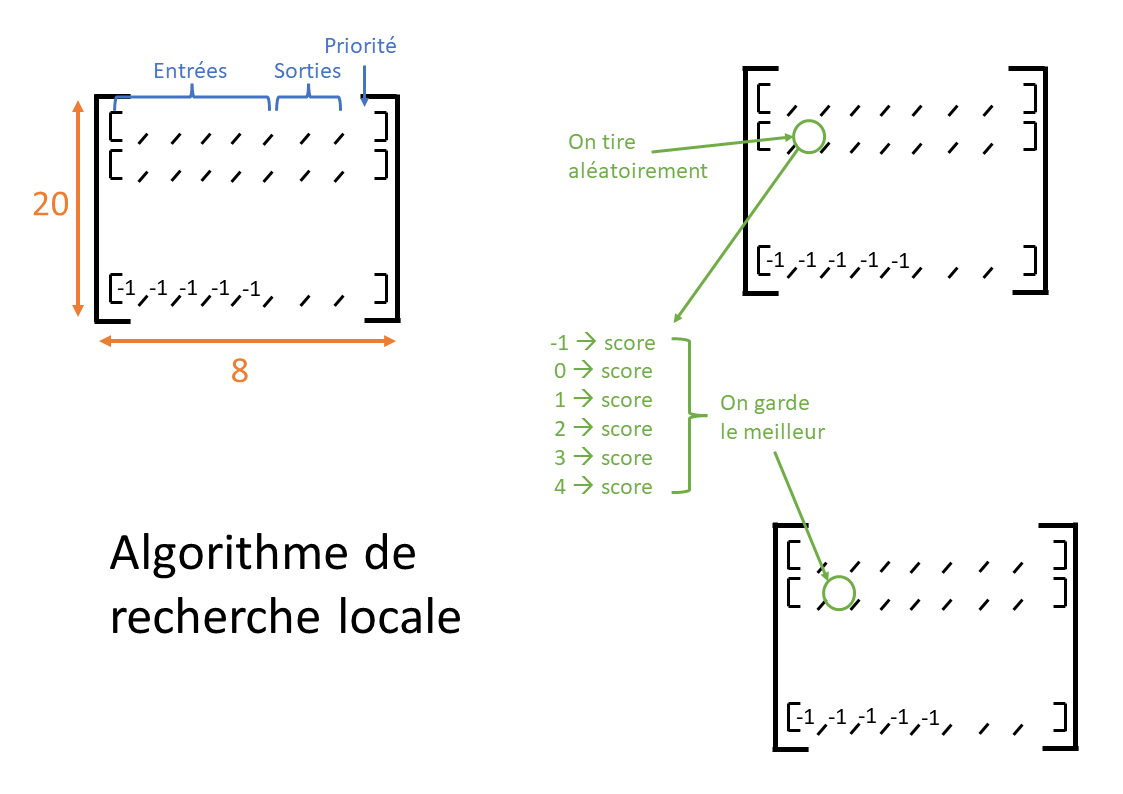 Priorité
Entrées
Sorties
20
-1 -1 -1 -1 -1
8
On tire
aléatoirement
-1 -1 -1 -1 -1
-1 → score
0 → score
1 → score
2 → score
3 → score
4 → score
On garde
le meilleur
Algorithme de
recherche locale
-1 -1 -1 -1 -1